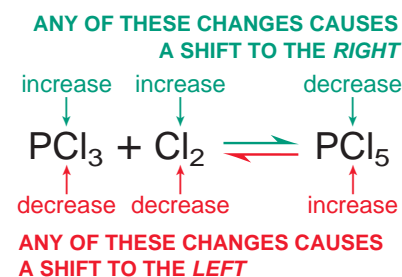 ANY OF THESE CHANGES CAUSES
A SHIFT TO THE RIGHT
increase increase decrease
PCl₃ + Cl₂ ⇌ PCl₅
decrease decrease increase
ANY OF THESE CHANGES CAUSES
A SHIFT TO THE LEFT